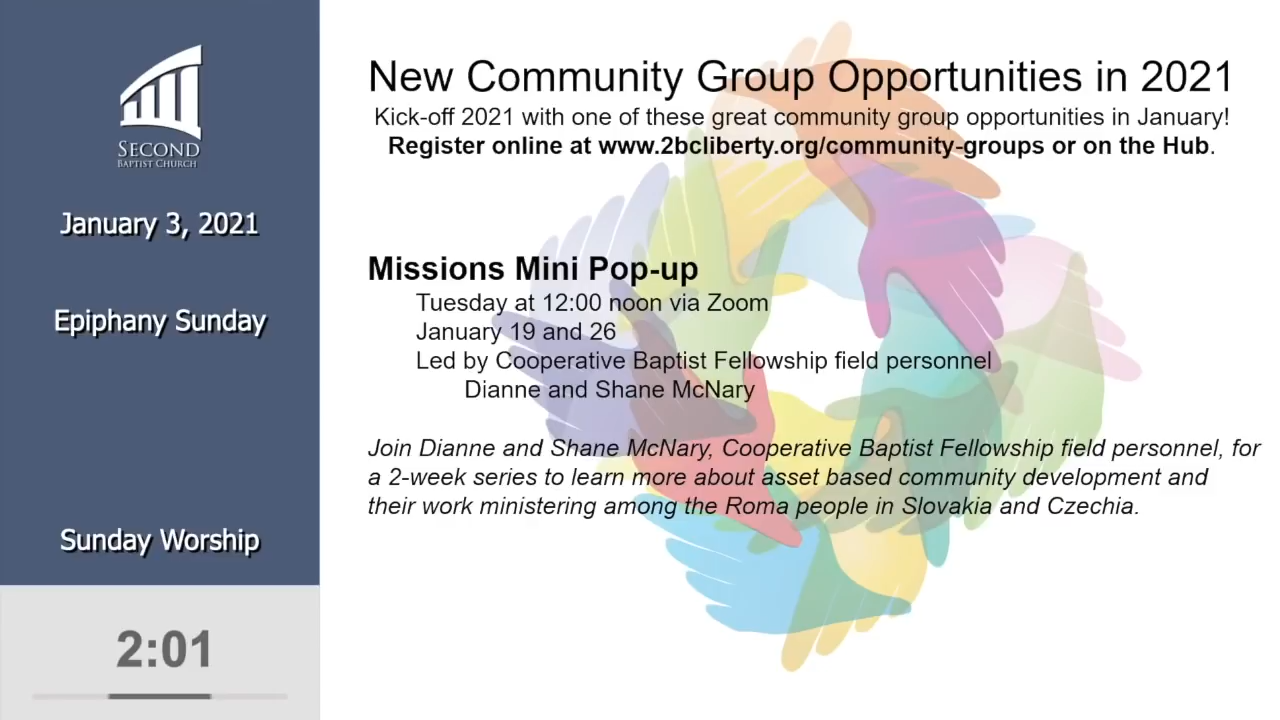 SECOND
BAPTIST CHURCH
January 3, 2021
Epiphany Sunday
Sunday Worship
2:01
New Community Group Opportunities in 2021
Kick-off 2021 with one of these great community group opportunities in January!
Register online at www.2bcliberty.org/community-groups or on the Hub.
Missions Mini Pop-up
Tuesday at 12:00 noon via Zoom
January 19 and 26
Led by Cooperative Baptist Fellowship field personnel
Dianne and Shane McNary
Join Dianne and Shane McNary, Cooperative Baptist Fellowship field personnel, for
a 2-week series to learn more about asset based community development and
their work ministering among the Roma people in Slovakia and Czechia.